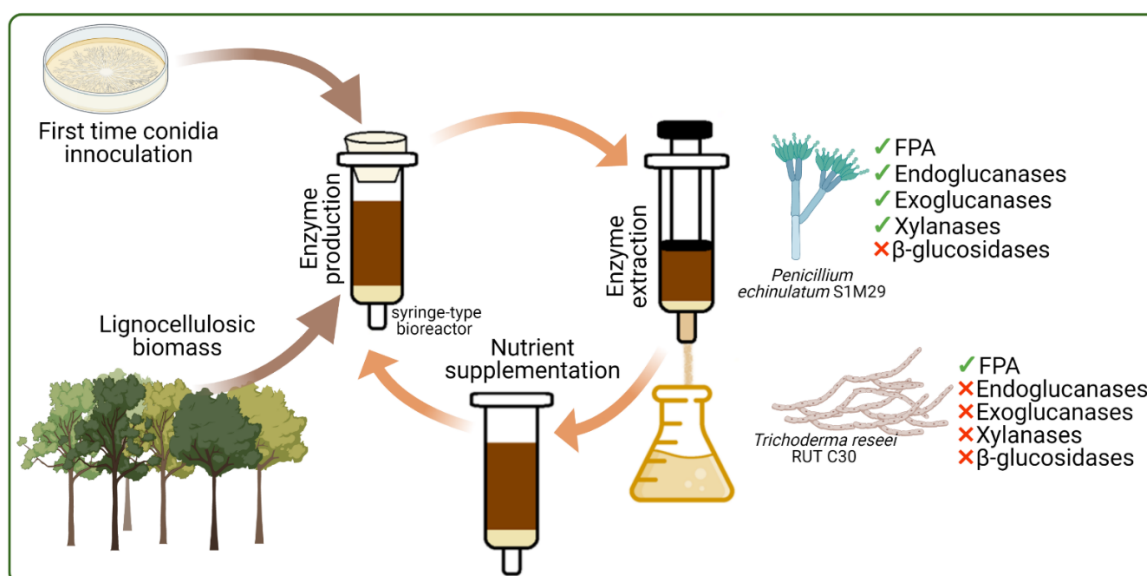 First time conidia
innoculation
Lignocellulosic
biomass
Enzyme
production
syringe-type
bioreactor
Nutrient
supplementation
Enzyme
extraction
Penicillium
echinulatum S1M29
✓FPA
✓Endoglucanases
✓Exoglucanases
✓Xylanases
✕β-glucosidases
Trichoderma reseei
RUT C30
✓FPA
✕Endoglucanases
✕Exoglucanases
✕Xylanases
✕β-glucosidases